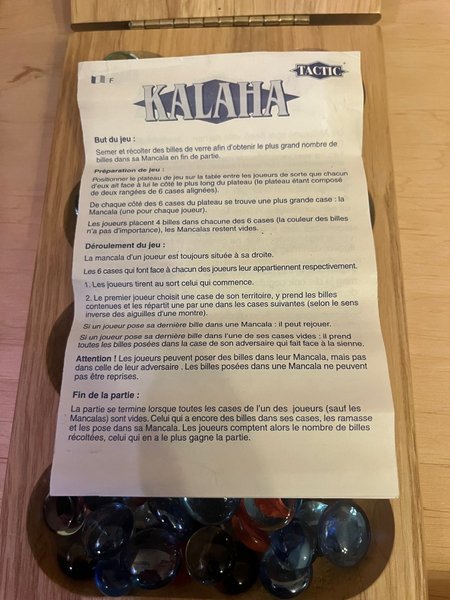 F
TACTIC
KALAHA
But du jeu :
Semer et récolter des billes de verre afin d'obtenir le plus grand nombre de
billes dans sa Mancala en fin de partie.
Préparation de jeu :
Positionner le plateau de jeu sur la table entre les joueurs de sorte que chacun
d'eux ait face à lui le côté le plus long du plateau (le plateau étant composé
de deux rangées de 6 cases alignées).
De chaque côté des 6 cases du plateau se trouve une plus grande case : la
Mancala (une pour chaque joueur).
Les joueurs placent 4 billes dans chacune des 6 cases (la couleur des billes
n'a pas d'importance), les Mancalas restent vides.
Déroulement du jeu :
La mancala d'un joueur est toujours située à sa droite.
Les 6 cases qui font face à chacun des joueurs leur appartiennent respectivement.
1. Les joueurs tirent au sort celui qui commence.
2. Le premier joueur choisit une case de son territoire, y prend les billes
contenues et les répartit une par une dans les cases suivantes (selon le sens
inverse des aiguilles d'une montre).
Si un joueur pose sa dernière bille dans une Mancala : il peut rejouer.
Si un joueur pose sa dernière bille dans l'une de ses cases vides : il prend
toutes les billes posées dans la case de son adversaire qui fait face à la sienne.
Attention ! Les joueurs peuvent poser des billes dans leur Mancala, mais pas
dans celle de leur adversaire . Les billes posées dans une Mancala ne peuvent
pas être reprises.
Fin de la partie :
La partie se termine lorsque toutes les cases de l'un des joueurs (sauf les
Mancalas) sont vides. Celui qui a encore des billes dans ses cases, les ramasse
et les pose dans sa Mancala. Les joueurs comptent alors le nombre de billes
récoltées, celui qui en a le plus gagne la partie.